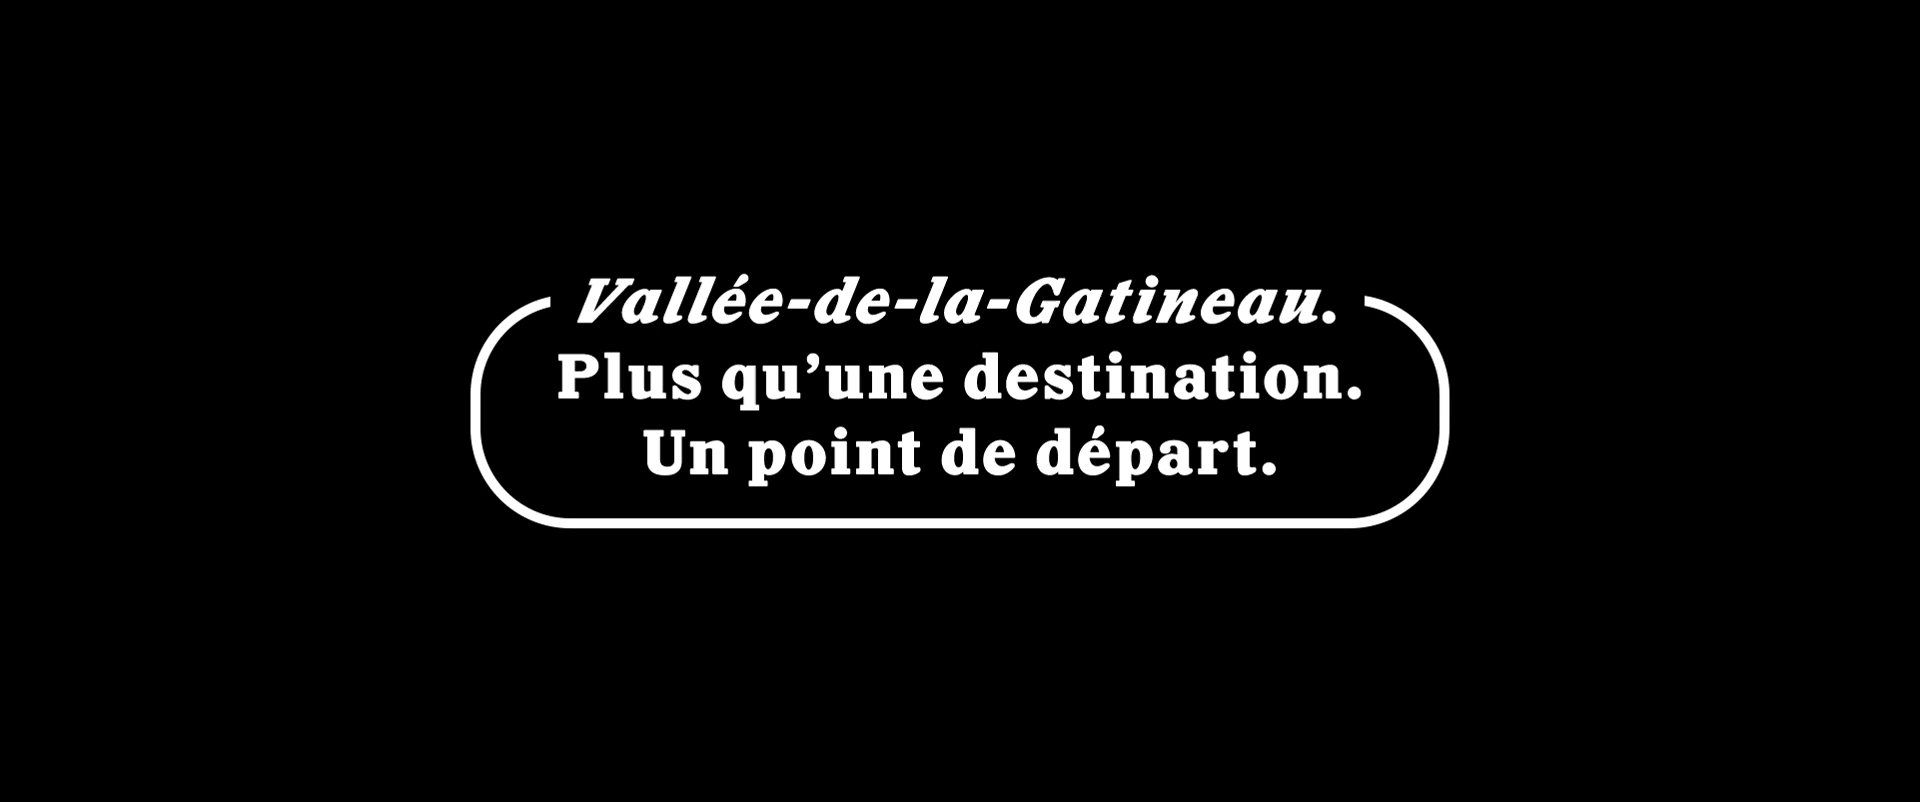 Vallée-de-la-Gatineau.
Plus qu’une destination.
Un point de départ.